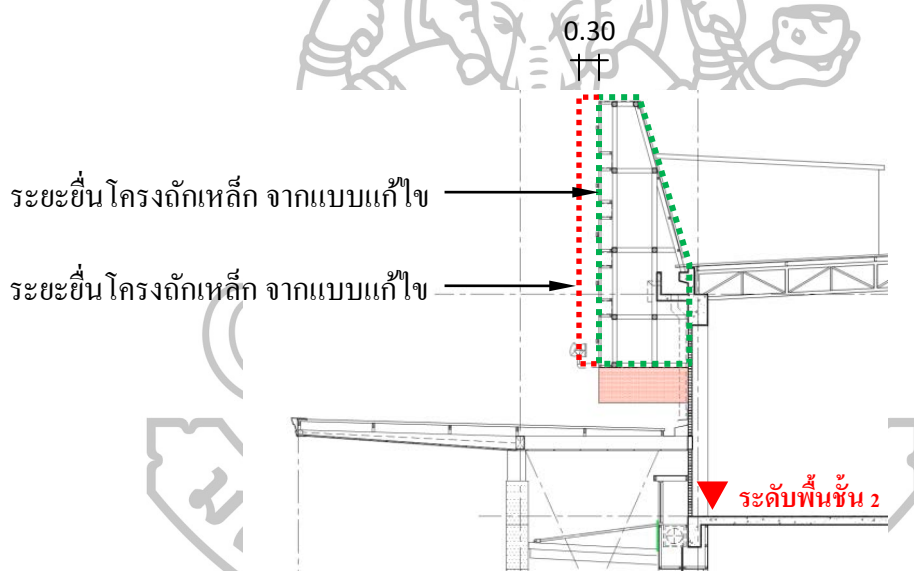 0.30
ระยะยื่นโครงถักเหล็ก จากแบบแก้ไข
ระยะยื่นโครงถักเหล็ก จากแบบแก้ไข
ระดับพื้นชั้น 2